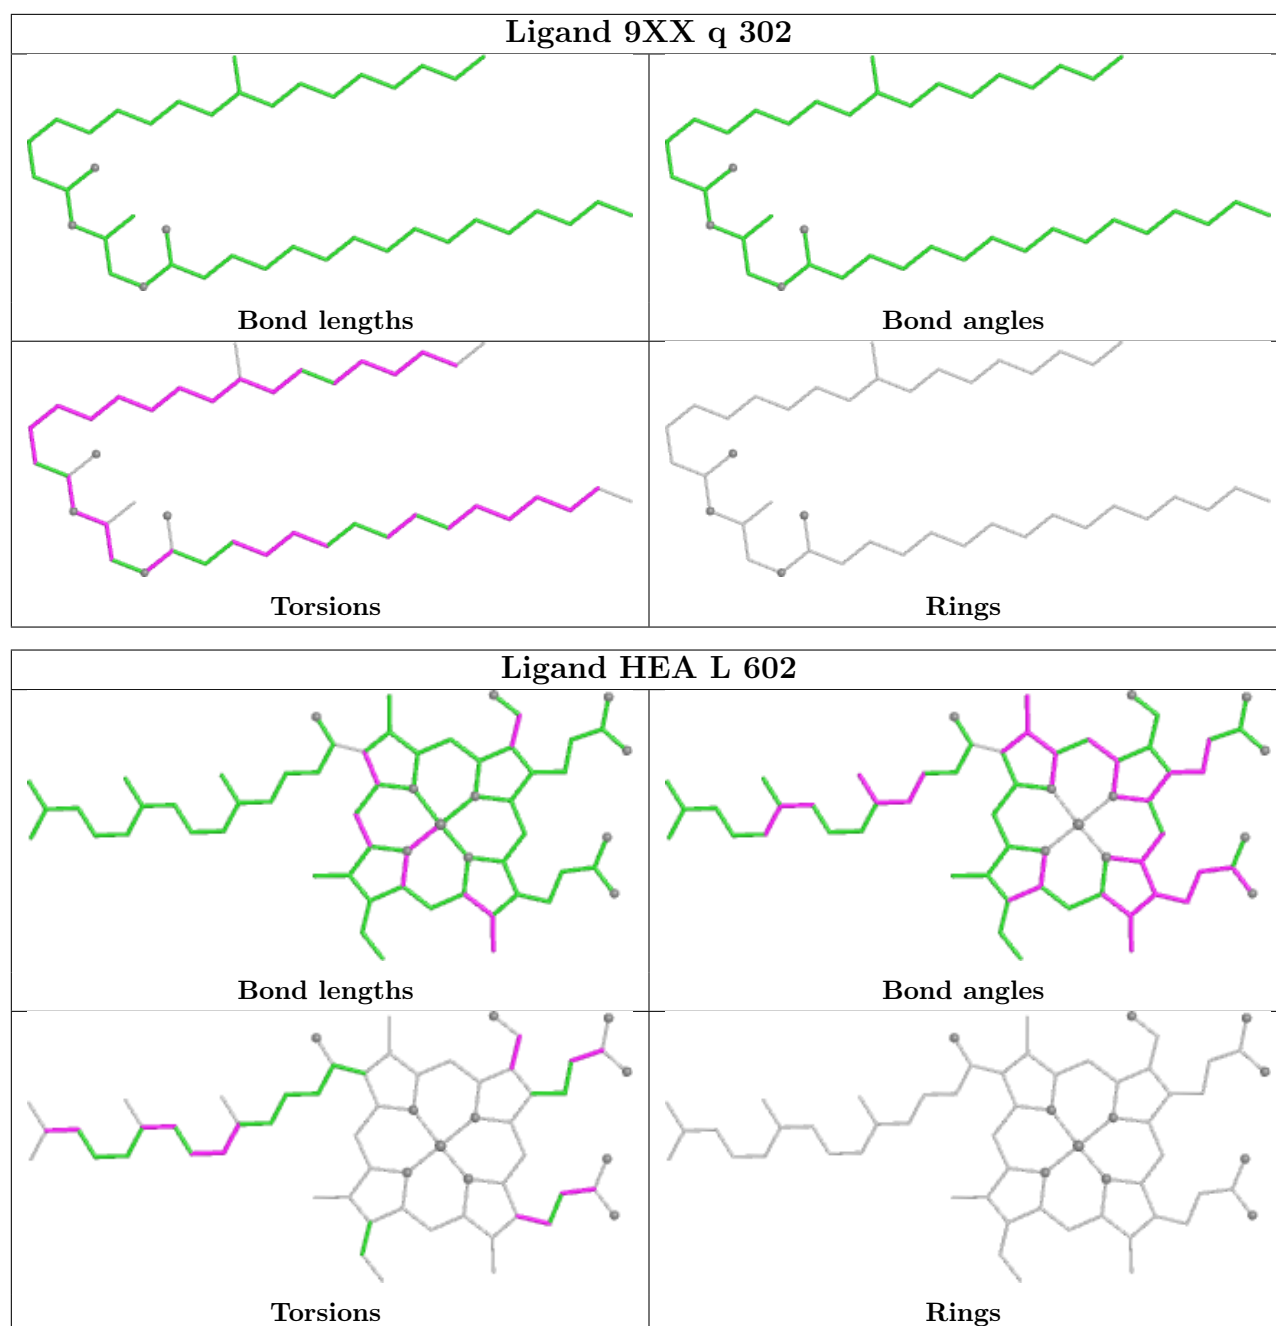 Ligand 9XX q 302
Bond lengths
Bond angles
Torsions
Rings
Ligand HEA L 602
Bond lengths
Bond angles
Torsions
Rings